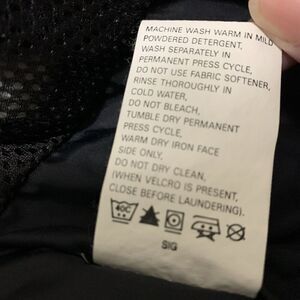 MACHINE WASH WARM IN MILD
POWDERED DETERGENT,
WASH SEPARATELY IN
PERMANENT PRESS CYCLE,
DO NOT USE FABRIC SOFTENER,
RINSE THOROUGHLY IN
COLD WATER,
DO NOT BLEACH,
TUMBLE DRY PERMANENT
PRESS CYCLE,
WARM DRY IRON FACE
SIDE ONLY,
DO NOT DRY CLEAN,
(WHEN VELCRO IS PRESENT,
CLOSE BEFORE LAUNDERING).
40C
SIG